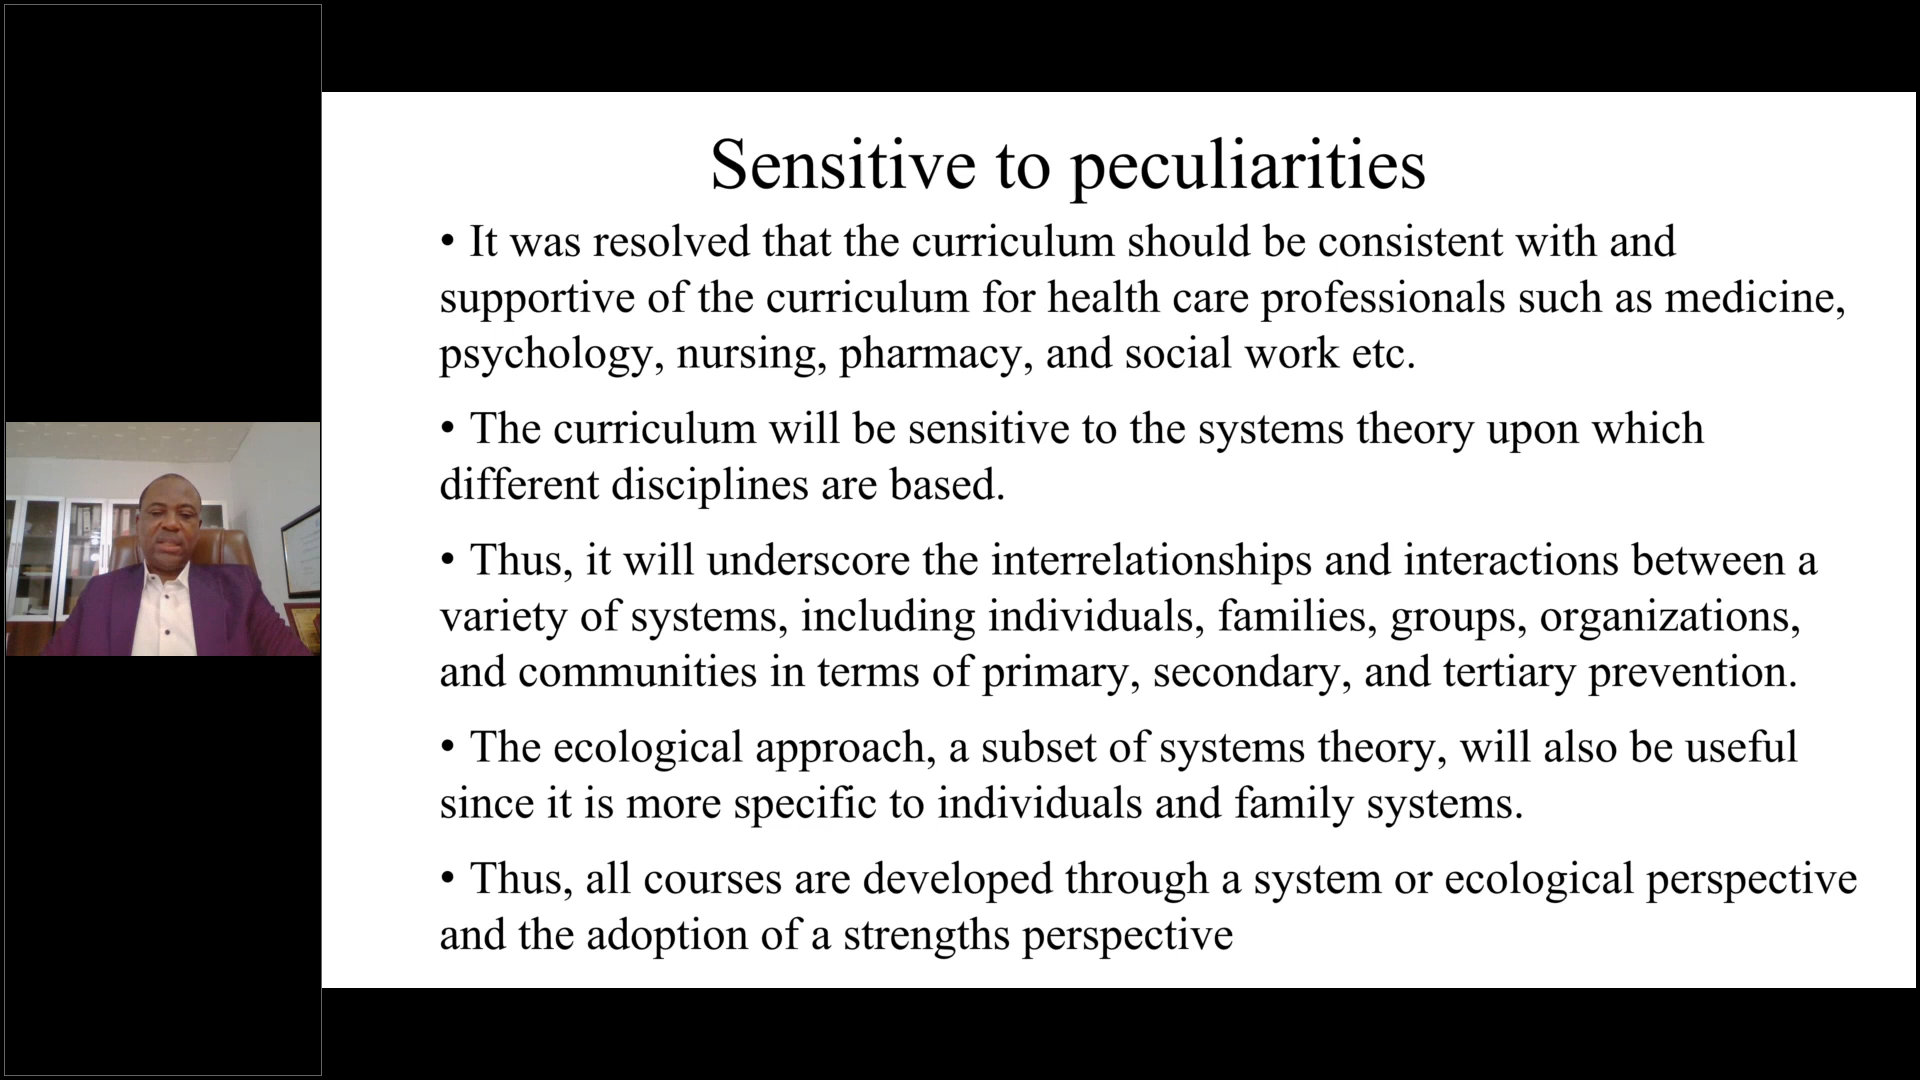 Sensitive to peculiarities
• It was resolved that the curriculum should be consistent with and
supportive of the curriculum for health care professionals such as medicine,
psychology, nursing, pharmacy, and social work etc.
• The curriculum will be sensitive to the systems theory upon which
different disciplines are based.
• Thus, it will underscore the interrelationships and interactions between a
variety of systems, including individuals, families, groups, organizations,
and communities in terms of primary, secondary, and tertiary prevention.
• The ecological approach, a subset of systems theory, will also be useful
since it is more specific to individuals and family systems.
• Thus, all courses are developed through a system or ecological perspective
and the adoption of a strengths perspective